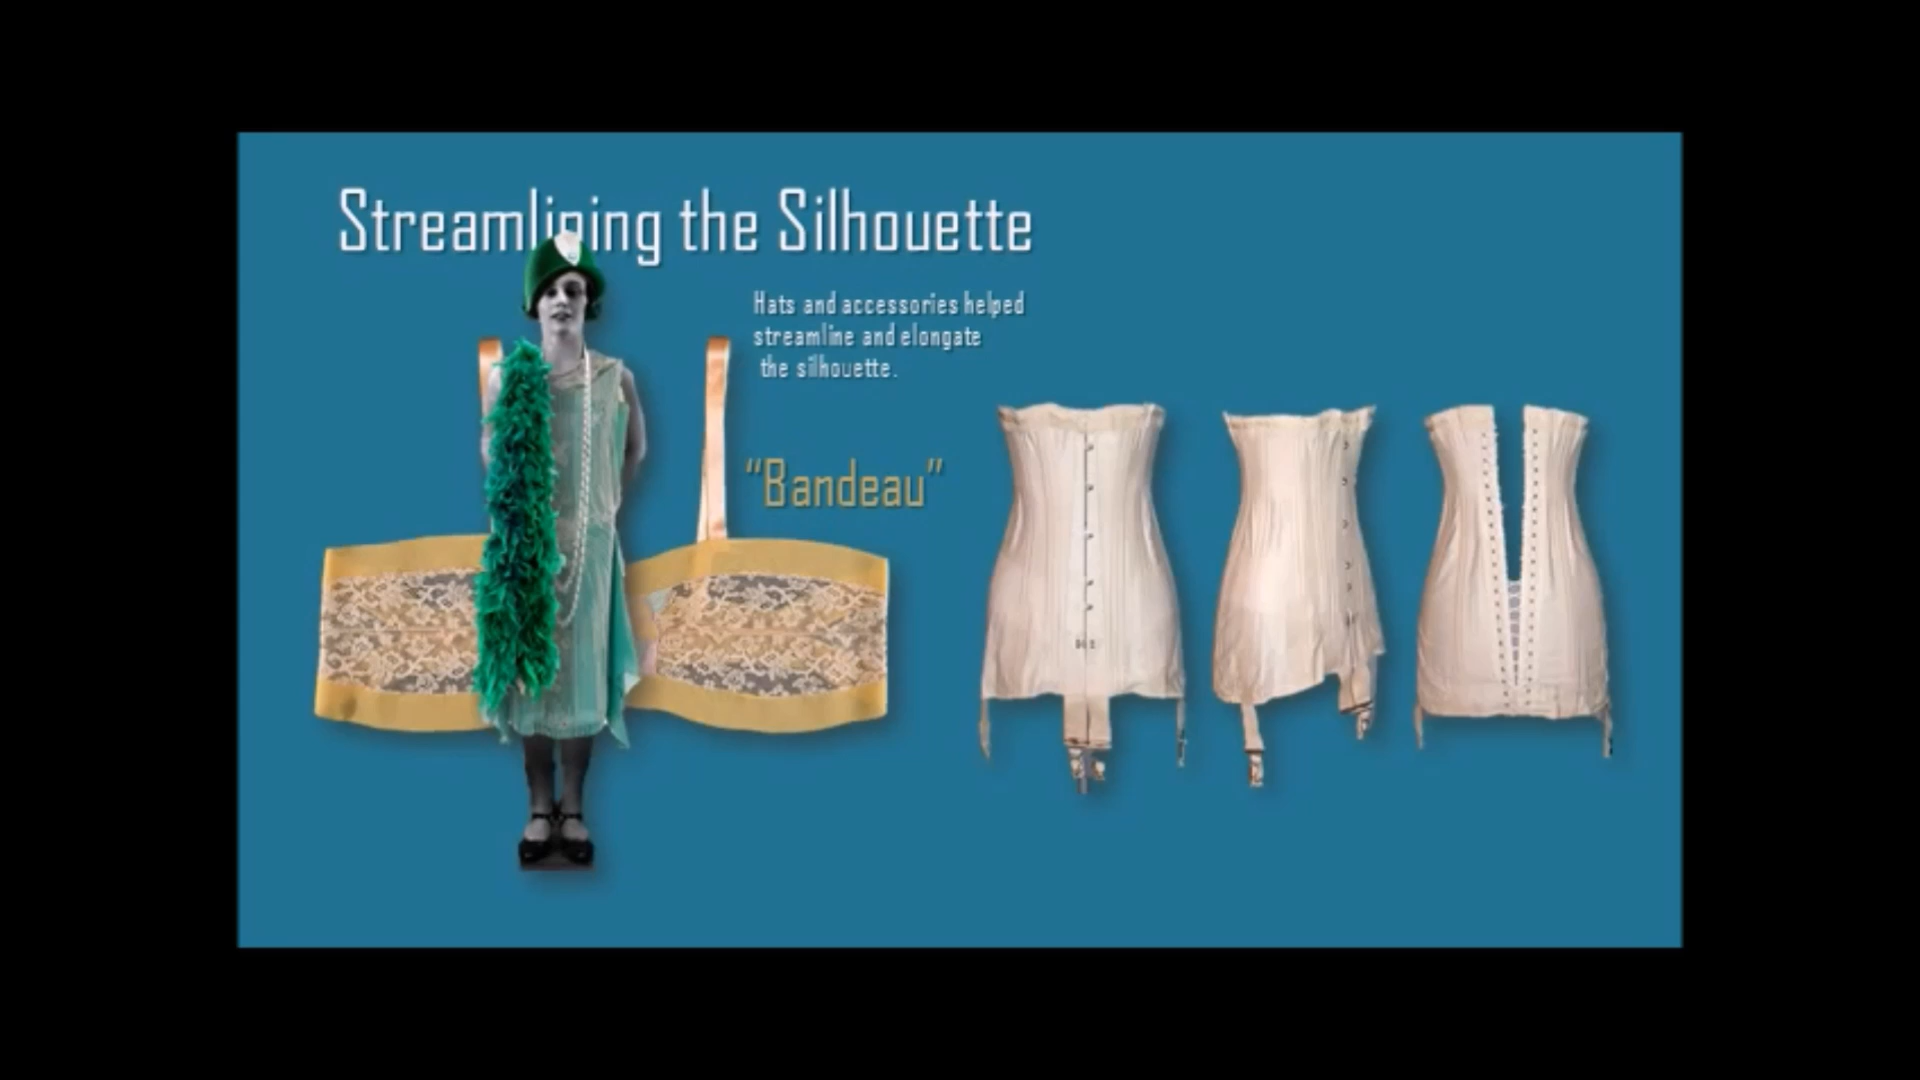 Streamlining the Silhouette
Hats and accessories helped
streamline and elongate
the silhouette.
“Bandeau”